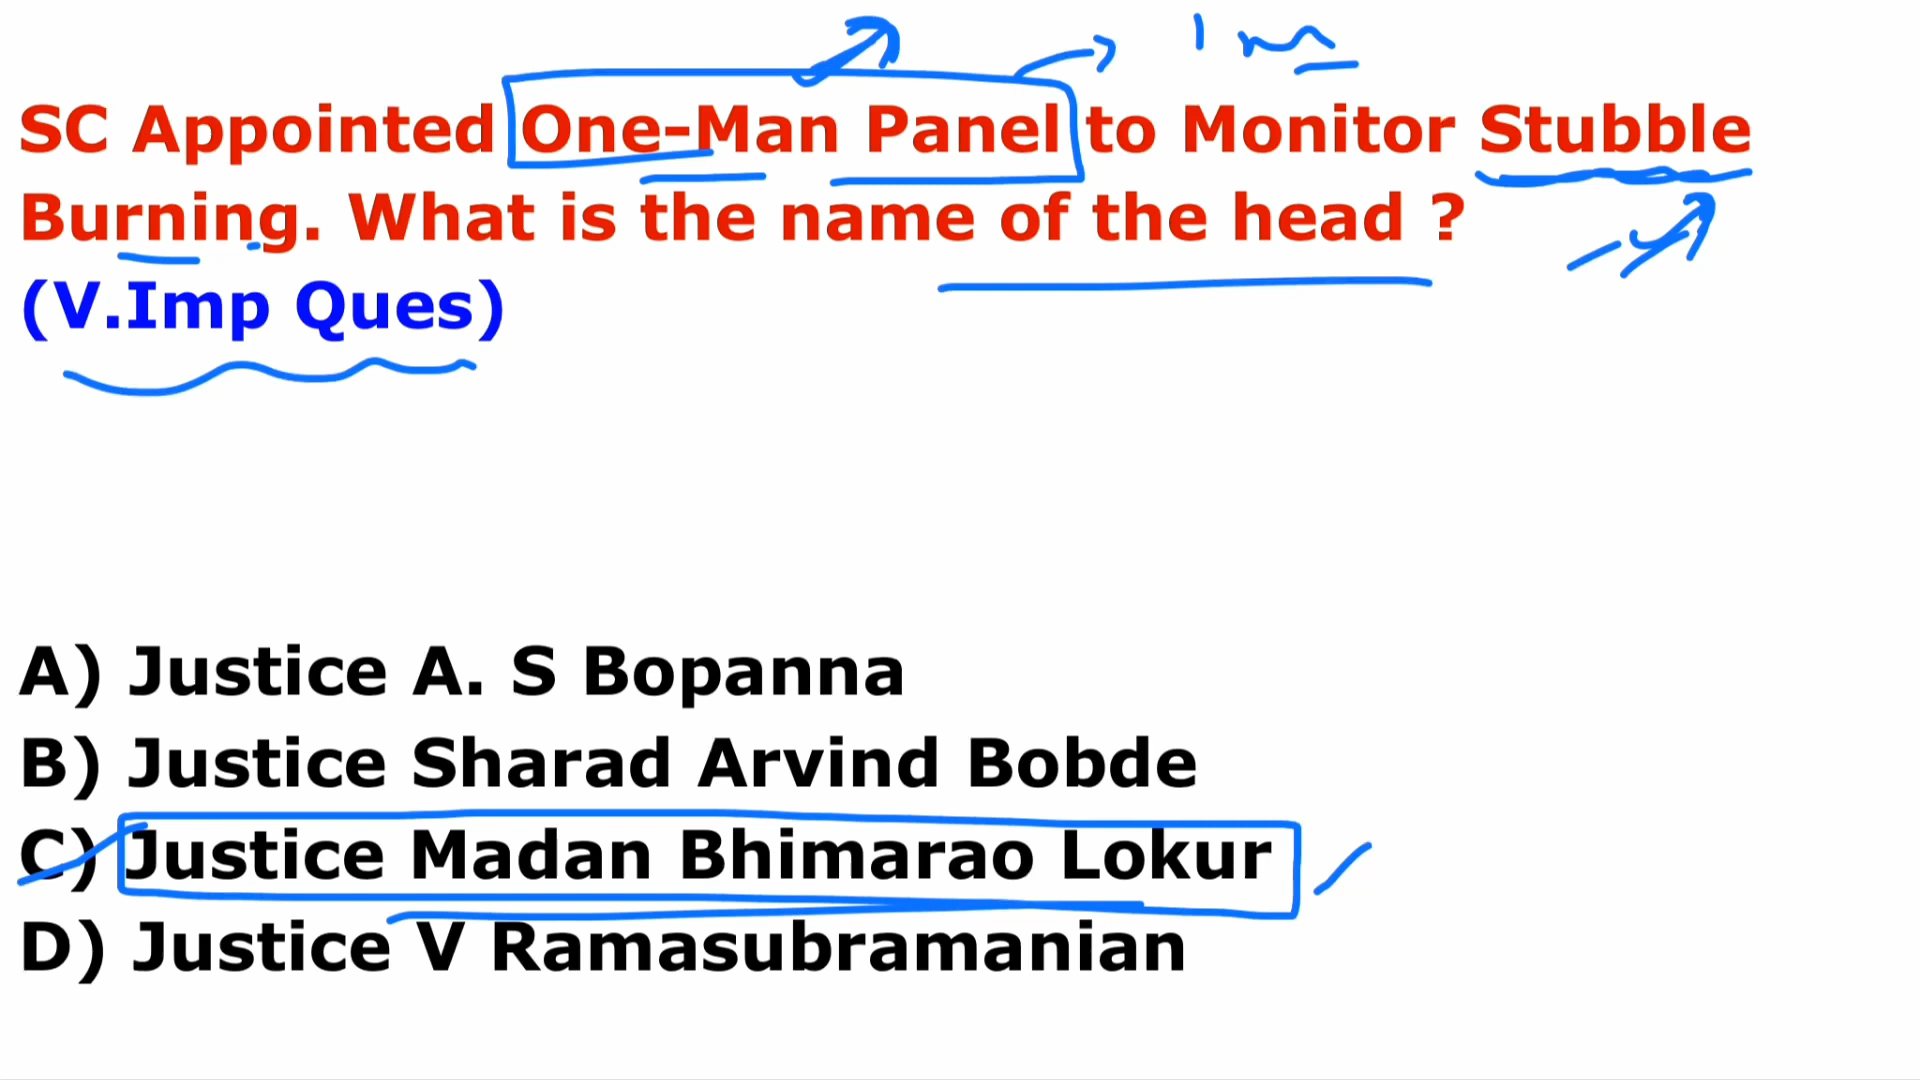 SC Appointed One-Man Panel to Monitor Stubble
Burning. What is the name of the head ?
(V.Imp Ques)
A) Justice A. S Bopanna
B) Justice Sharad Arvind Bobde
C) Justice Madan Bhimarao Lokur
D) Justice V Ramasubramanian